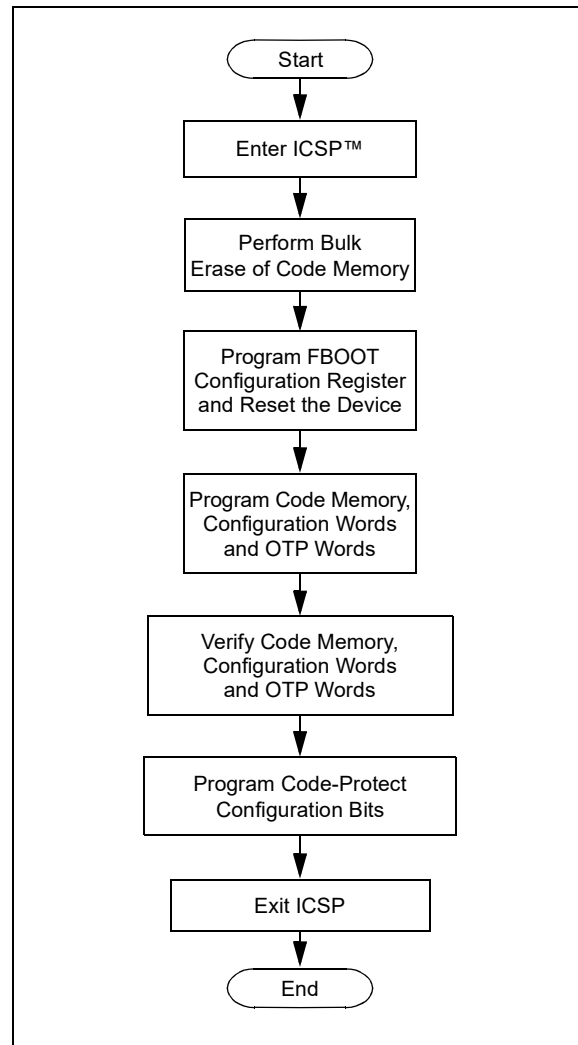 Start
Enter ICSP™
Perform Bulk
Erase of Code Memory
Program FBOOT
Configuration Register
and Reset the Device
Program Code Memory,
Configuration Words
and OTP Words
Verify Code Memory,
Configuration Words
and OTP Words
Program Code-Protect
Configuration Bits
Exit ICSP
End